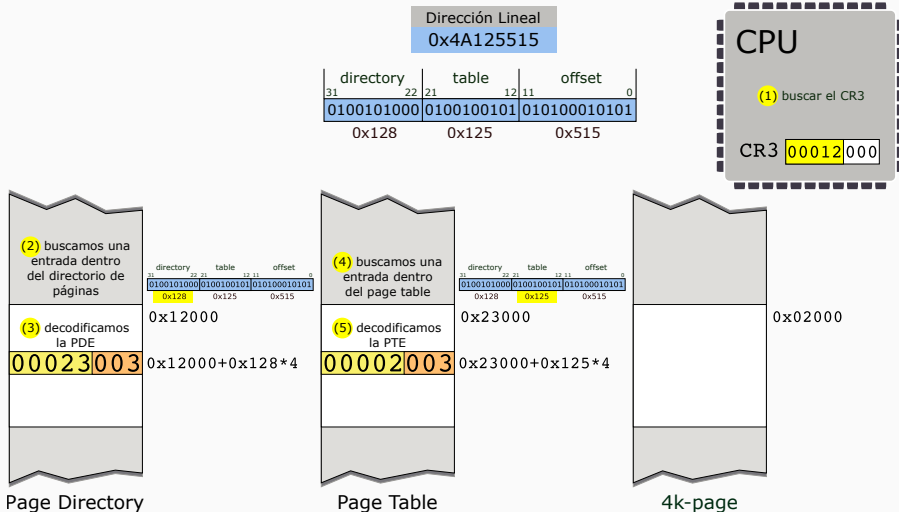 Dirección Lineal
0x4A125515
directory table offset
31 22 21 12 11 0
0100101000 0100100101 010100010101
0x128 0x125 0x515
CPU
(1) buscar el CR3
CR3 00012 000
(2) buscamos una
entrada dentro
del directorio de
páginas
directory table offset
31 22 21 12 11 0
0100101000 0100100101 010100010101
0x128 0x125 0x515
0x12000
(3) decodificamos
la PDE
00023 003 0x12000+0x128*4
Page Directory
(4) buscamos una
entrada dentro
del page table
directory table offset
31 22 21 12 11 0
0100101000 0100100101 010100010101
0x128 0x125 0x515
0x23000
(5) decodificamos
la PTE
00002 003 0x23000+0x125*4
Page Table
0x02000
4k-page